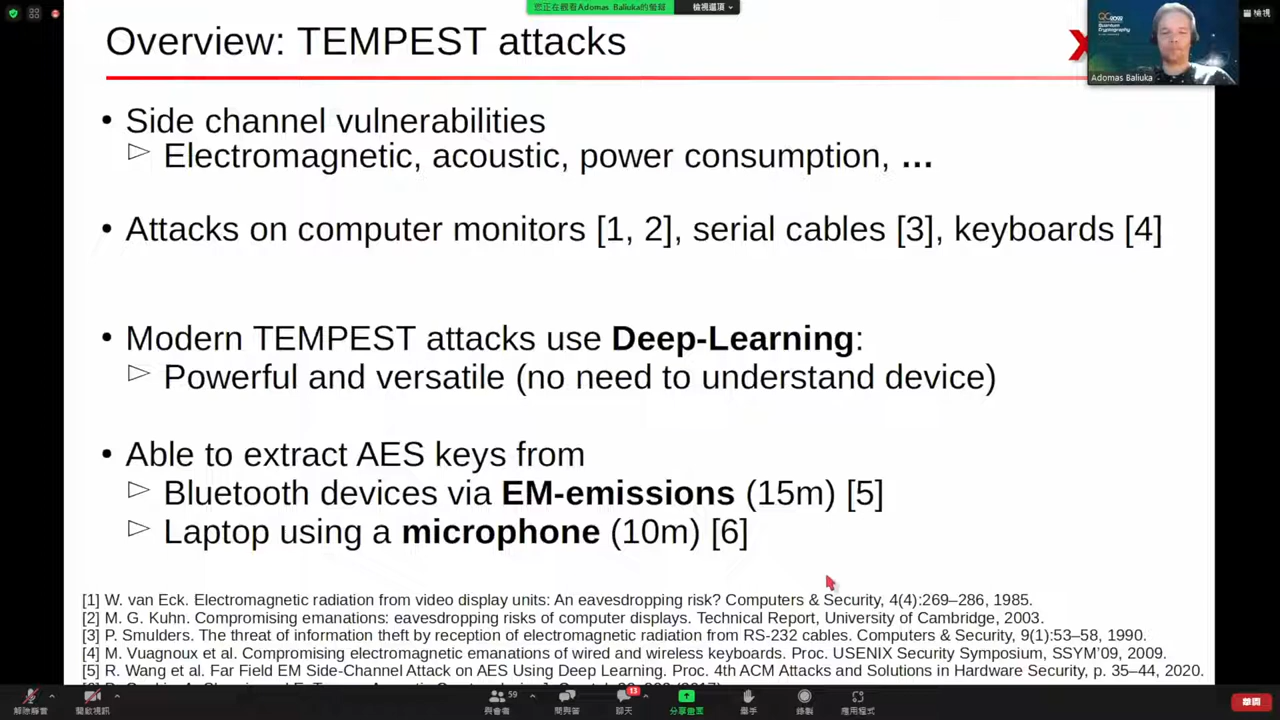 您正在觀看Adomas Baliuka的螢幕
檢視選項
檢視
Overview: TEMPEST attacks
Adomas Baliuka
• Side channel vulnerabilities
Electromagnetic, acoustic, power consumption, ...
• Attacks on computer monitors [1, 2], serial cables [3], keyboards [4]
• Modern TEMPEST attacks use Deep-Learning:
Powerful and versatile (no need to understand device)
• Able to extract AES keys from
Bluetooth devices via EM-emissions (15m) [5]
Laptop using a microphone (10m) [6]
[1] W. van Eck. Electromagnetic radiation from video display units: An eavesdropping risk? Computers & Security, 4(4):269–286, 1985.
[2] M. G. Kuhn. Compromising emanations: eavesdropping risks of computer displays. Technical Report, University of Cambridge, 2003.
[3] P. Smulders. The threat of information theft by reception of electromagnetic radiation from RS-232 cables. Computers & Security, 9(1):53–58, 1990.
[4] M. Vuagnoux et al. Compromising electromagnetic emanations of wired and wireless keyboards. Proc. USENIX Security Symposium, SSYM'09, 2009.
[5] R. Wang et al. Far Field EM Side-Channel Attack on AES Using Deep Learning. Proc. 4th ACM Attacks and Solutions in Hardware Security, p. 35–44, 2020.
59
13
解除靜音
開啟視訊
與會者
問與答
聊天
分享畫面
舉手
錄製
應用程式